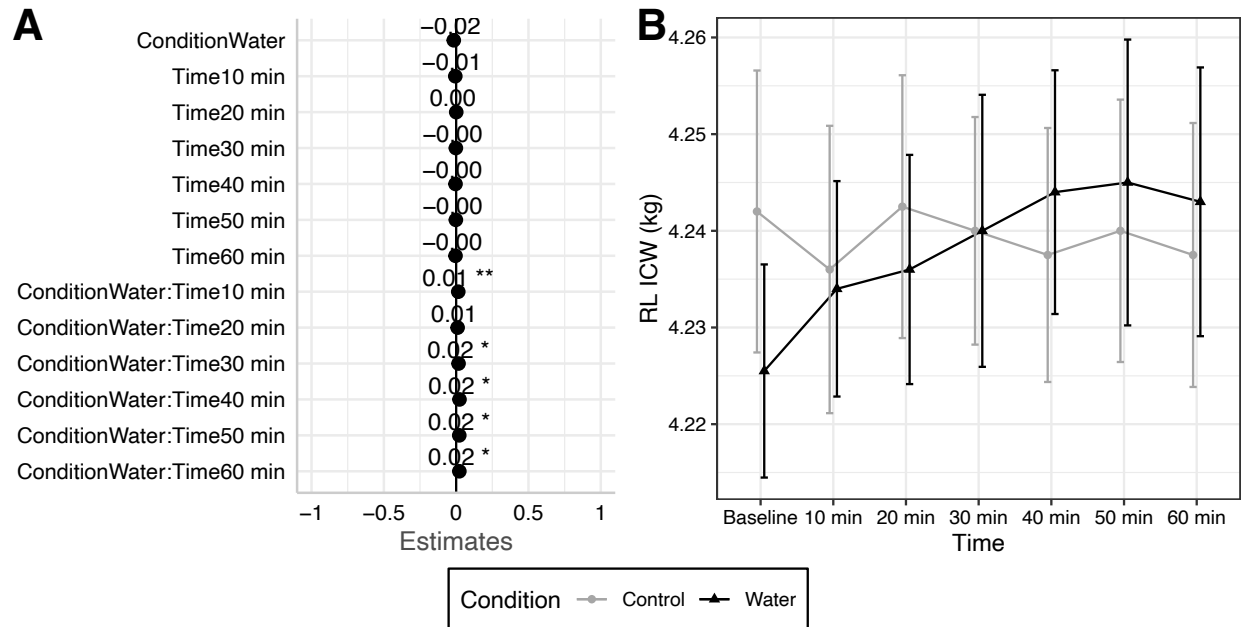 A
ConditionWater
−0.02
Time10 min
−0.01
Time20 min
0.00
Time30 min
−0.00
Time40 min
−0.00
Time50 min
−0.00
Time60 min
−0.00
ConditionWater:Time10 min
0.01 **
ConditionWater:Time20 min
0.01
ConditionWater:Time30 min
0.02 *
ConditionWater:Time40 min
0.02 *
ConditionWater:Time50 min
0.02 *
ConditionWater:Time60 min
0.02 *
−1 −0.5 0 0.5 1
Estimates
B
RL ICW (kg)
4.26
4.25
4.24
4.23
4.22
Baseline 10 min 20 min 30 min 40 min 50 min 60 min
Time
Condition Control Water